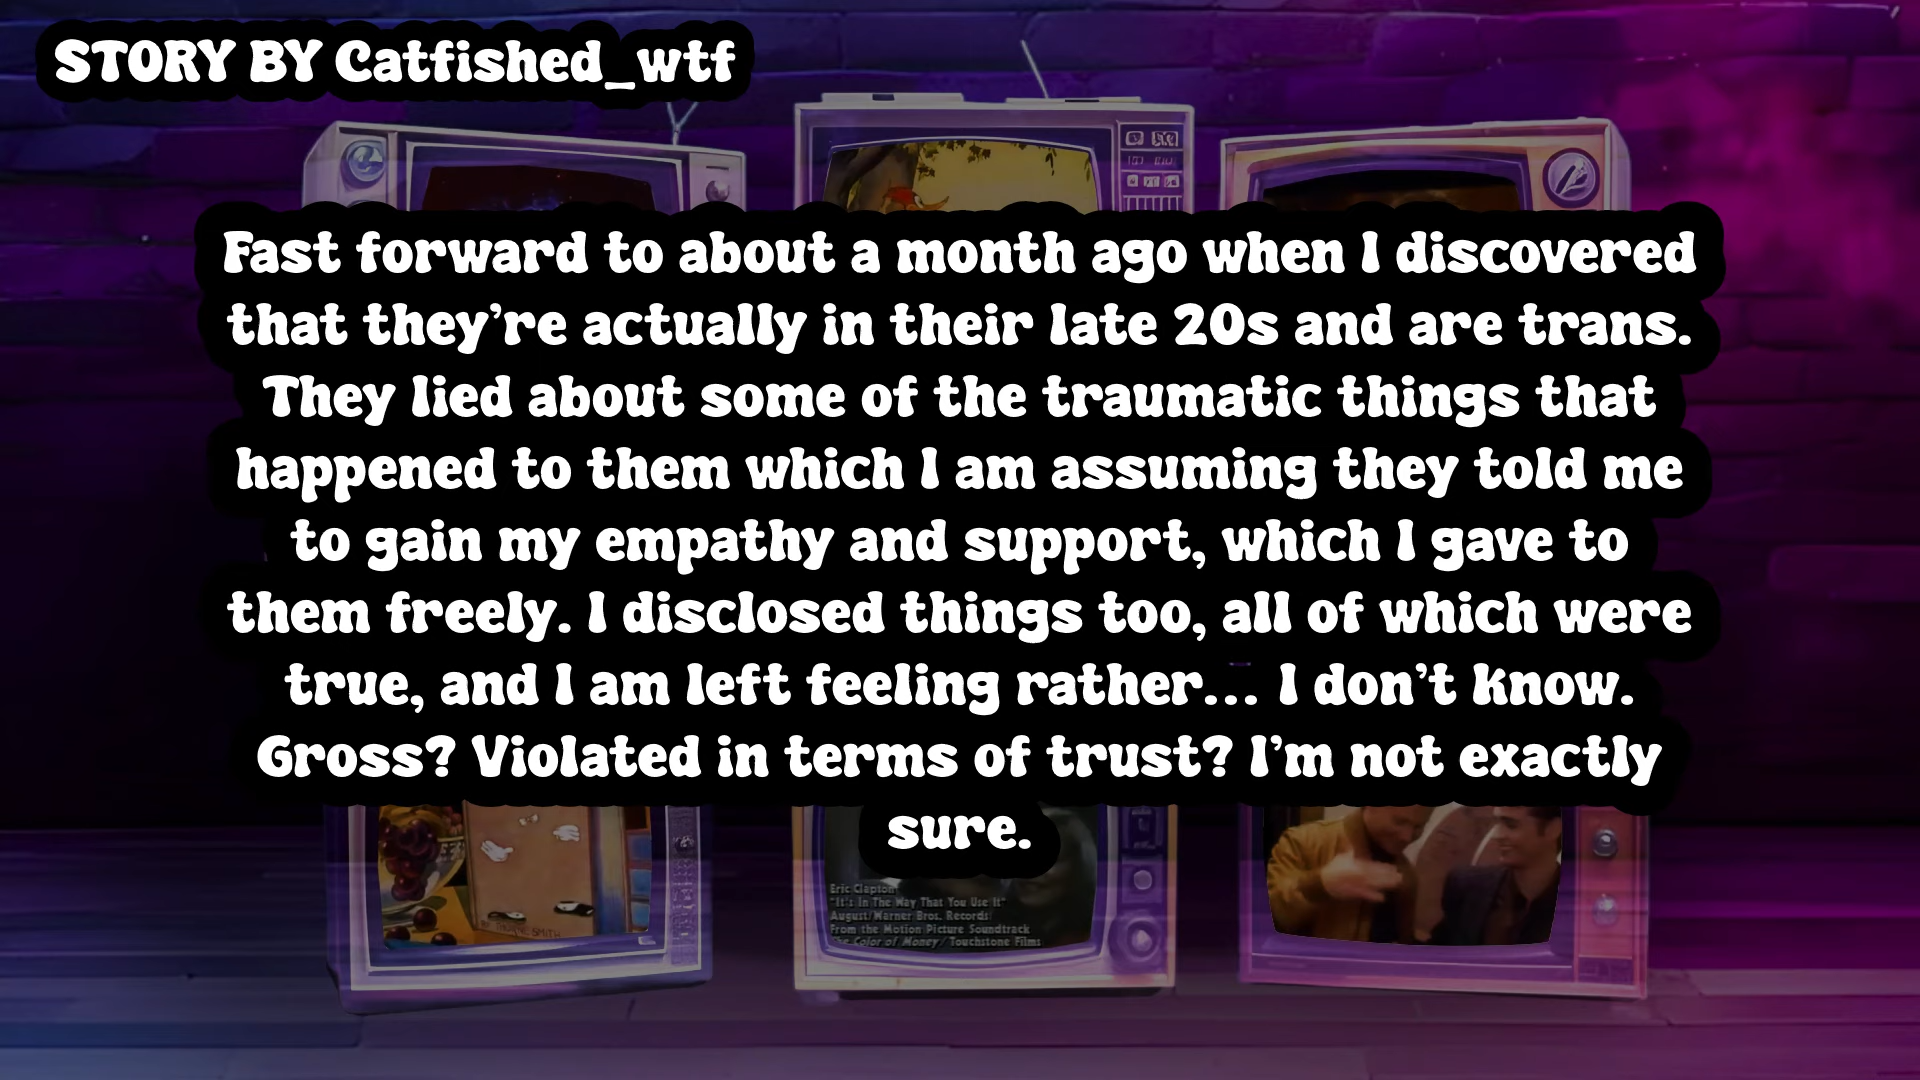 STORY BY Catfished_wtf
Fast forward to about a month ago when I discovered
that they’re actually in their late 20s and are trans.
They lied about some of the traumatic things that
happened to them which I am assuming they told me
to gain my empathy and support, which I gave to
them freely. I disclosed things too, all of which were
true, and I am left feeling rather… I don’t know.
Gross? Violated in terms of trust? I’m not exactly
sure.
Eric Clapton
"It's In The Way That You Use It"
August/Warner Bros. Records
From the Motion Picture Soundtrack
The Color of Money / Touchstone Films